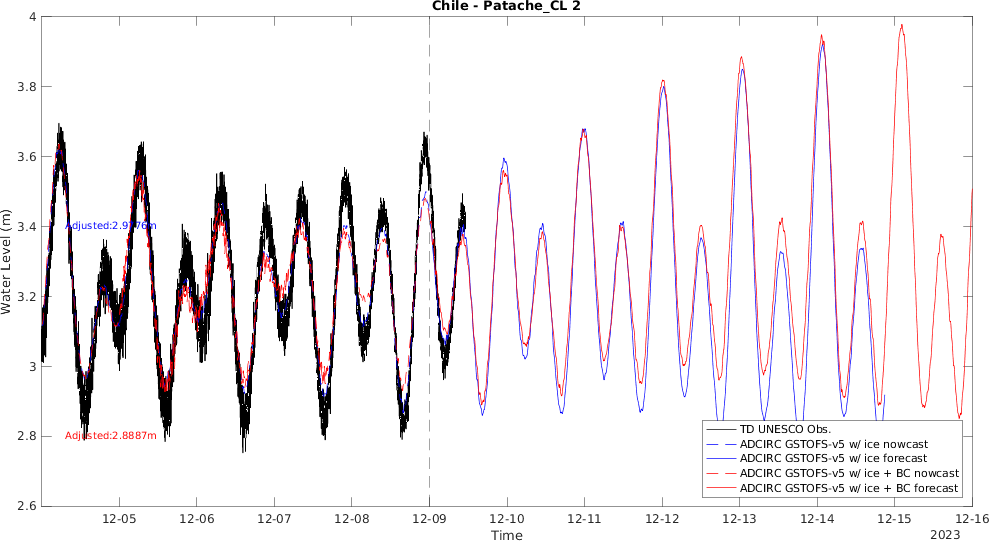 Chile - Patache_CL 2
4
3.8
3.6
3.4
3.2
3
2.8
2.6
Water Level (m)
Adjusted:2.9776m
Adjusted:2.8887m
TD UNESCO Obs.
ADCIRC GSTOFS-v5 w/ ice nowcast
ADCIRC GSTOFS-v5 w/ ice forecast
ADCIRC GSTOFS-v5 w/ ice + BC nowcast
ADCIRC GSTOFS-v5 w/ ice + BC forecast
12-05 12-06 12-07 12-08 12-09 12-10 12-11 12-12 12-13 12-14 12-15 12-16
Time
2023